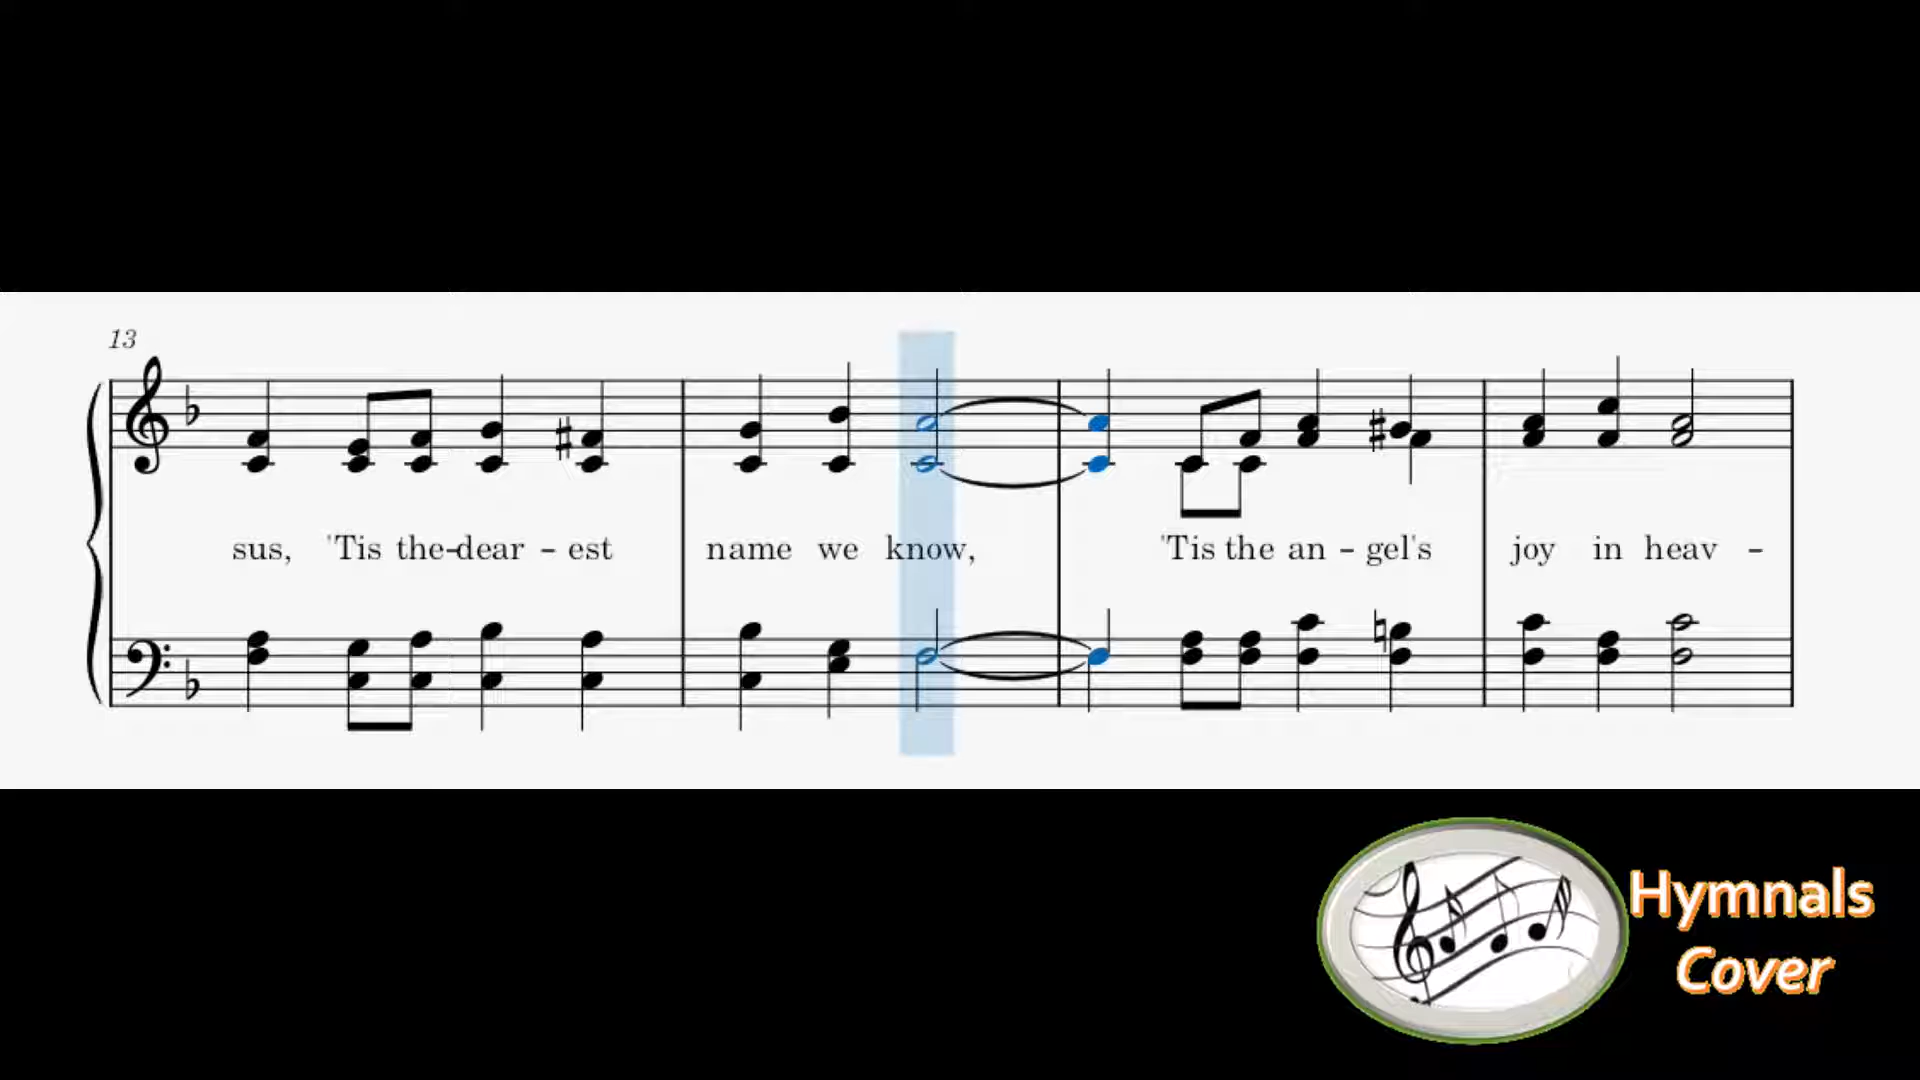 13
sus, 'Tis the-dear - est name we know, 'Tis the an - gel's joy in heav -
Hymnals
Cover